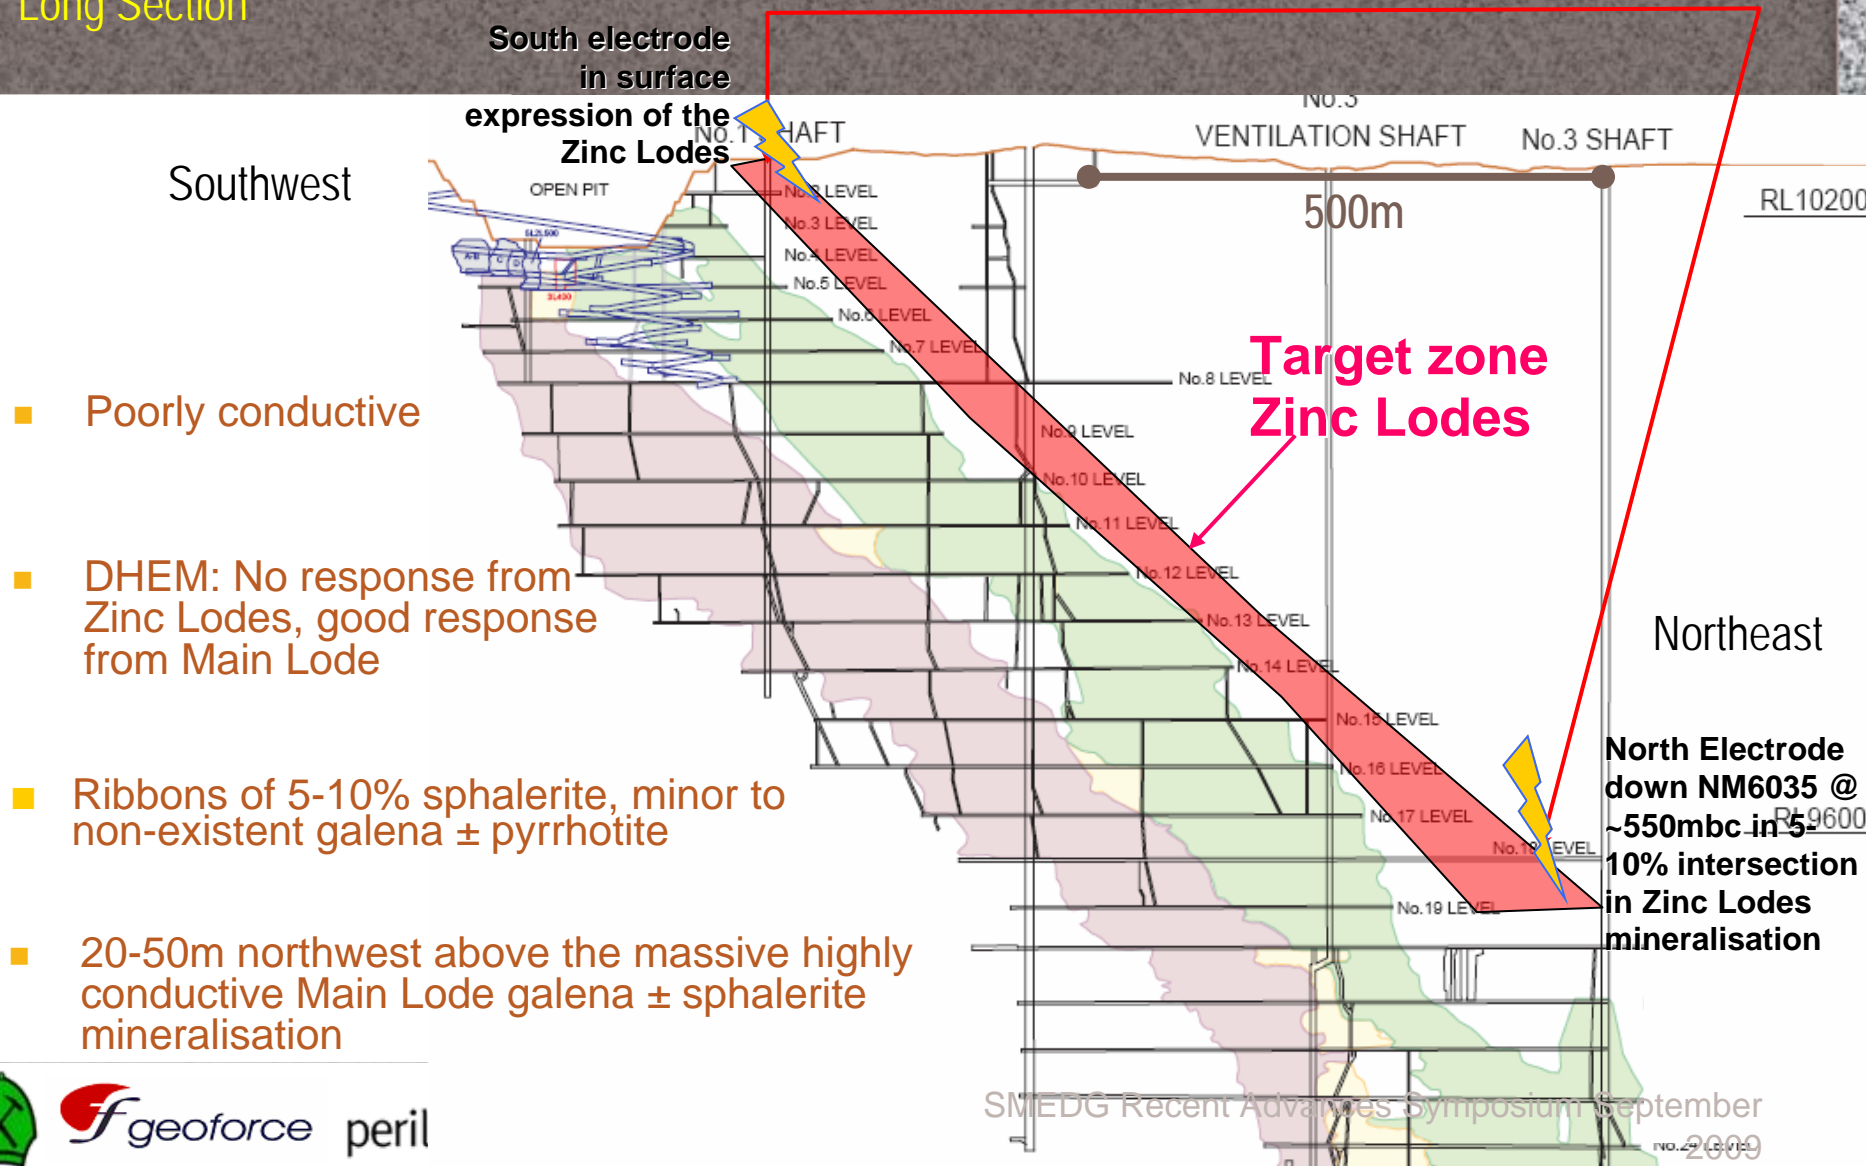 Long Section
South electrode
in surface
expression of the
Zinc Lodes
No.1 SHAFT
No.3
VENTILATION SHAFT
No.3 SHAFT
Southwest
OPEN PIT
No.2 LEVEL
500m
RL10200
No.3 LEVEL
5L2L500
A-B
C
D
No.4 LEVEL
No.5 LEVEL
No.6 LEVEL
No.7 LEVEL
Target zone
Zinc Lodes
No.8 LEVEL
Poorly conductive
No.9 LEVEL
No.10 LEVEL
No.11 LEVEL
DHEM: No response from
Zinc Lodes, good response
from Main Lode
No.12 LEVEL
No.13 LEVEL
Northeast
No.14 LEVEL
No.15 LEVEL
No.16 LEVEL
North Electrode
down NM6035 @
~550mbc in 5-
10% intersection
in Zinc Lodes
mineralisation
RL9600
Ribbons of 5-10% sphalerite, minor to
non-existent galena ± pyrrhotite
No.17 LEVEL
No.18 LEVEL
No.19 LEVEL
20-50m northwest above the massive highly
conductive Main Lode galena ± sphalerite
mineralisation
geoforce
peril
SMEDG Recent Advances Symposium September
2009
No.24 LEVEL